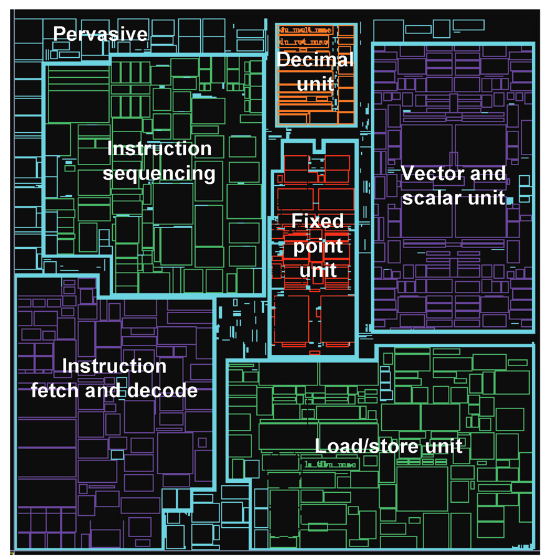 Pervasive
Decimal
unit
Instruction
sequencing
Vector and
scalar unit
Fixed
point
unit
Instruction
fetch and decode
Load/store unit